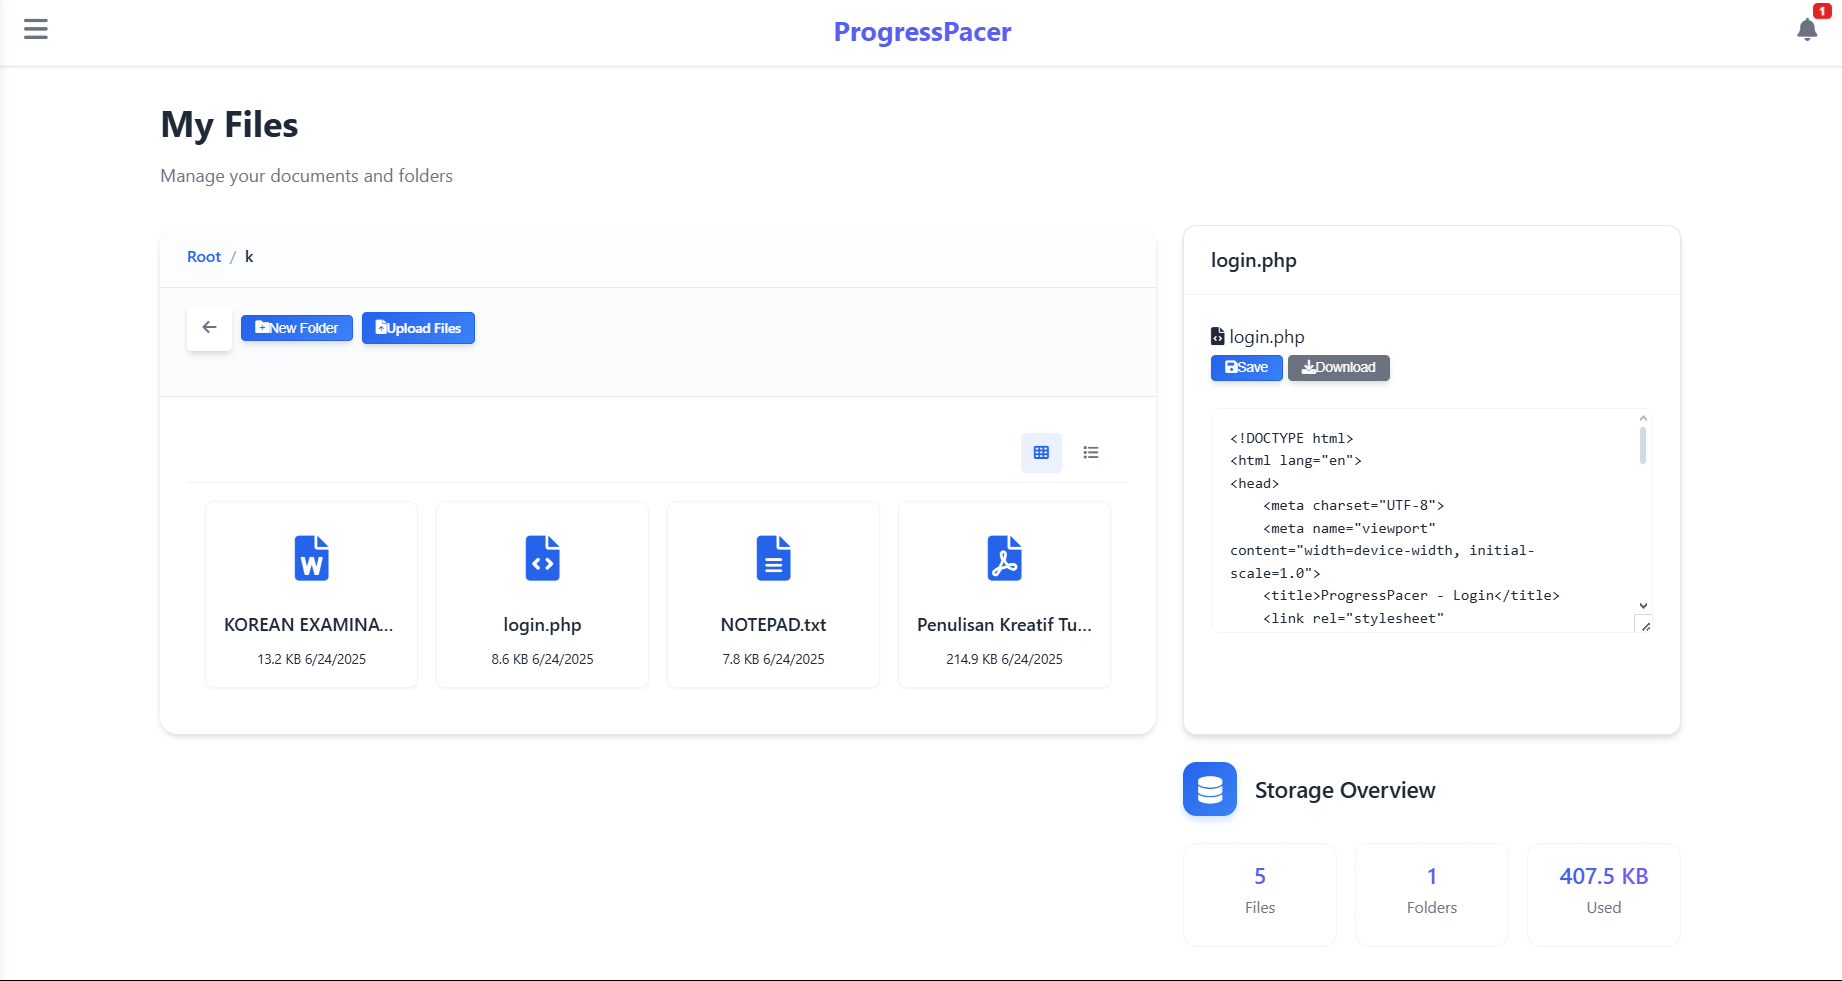 ProgressPacer
1
My Files
Manage your documents and folders
Root / k
New Folder
Upload Files
KOREAN EXAMINA...
13.2 KB 6/24/2025
login.php
8.6 KB 6/24/2025
NOTEPAD.txt
7.8 KB 6/24/2025
Penulisan Kreatif Tu...
214.9 KB 6/24/2025
login.php
login.php
Save
Download
<!DOCTYPE html>
<html lang="en">
<head>
<meta charset="UTF-8">
<meta name="viewport"
content="width=device-width, initial-
scale=1.0">
<title>ProgressPacer - Login</title>
<link rel="stylesheet"
Storage Overview
5
Files
1
Folders
407.5 KB
Used